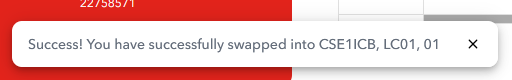 22758571
Success! You have successfully swapped into CSE1ICB, LC01, 01 ×